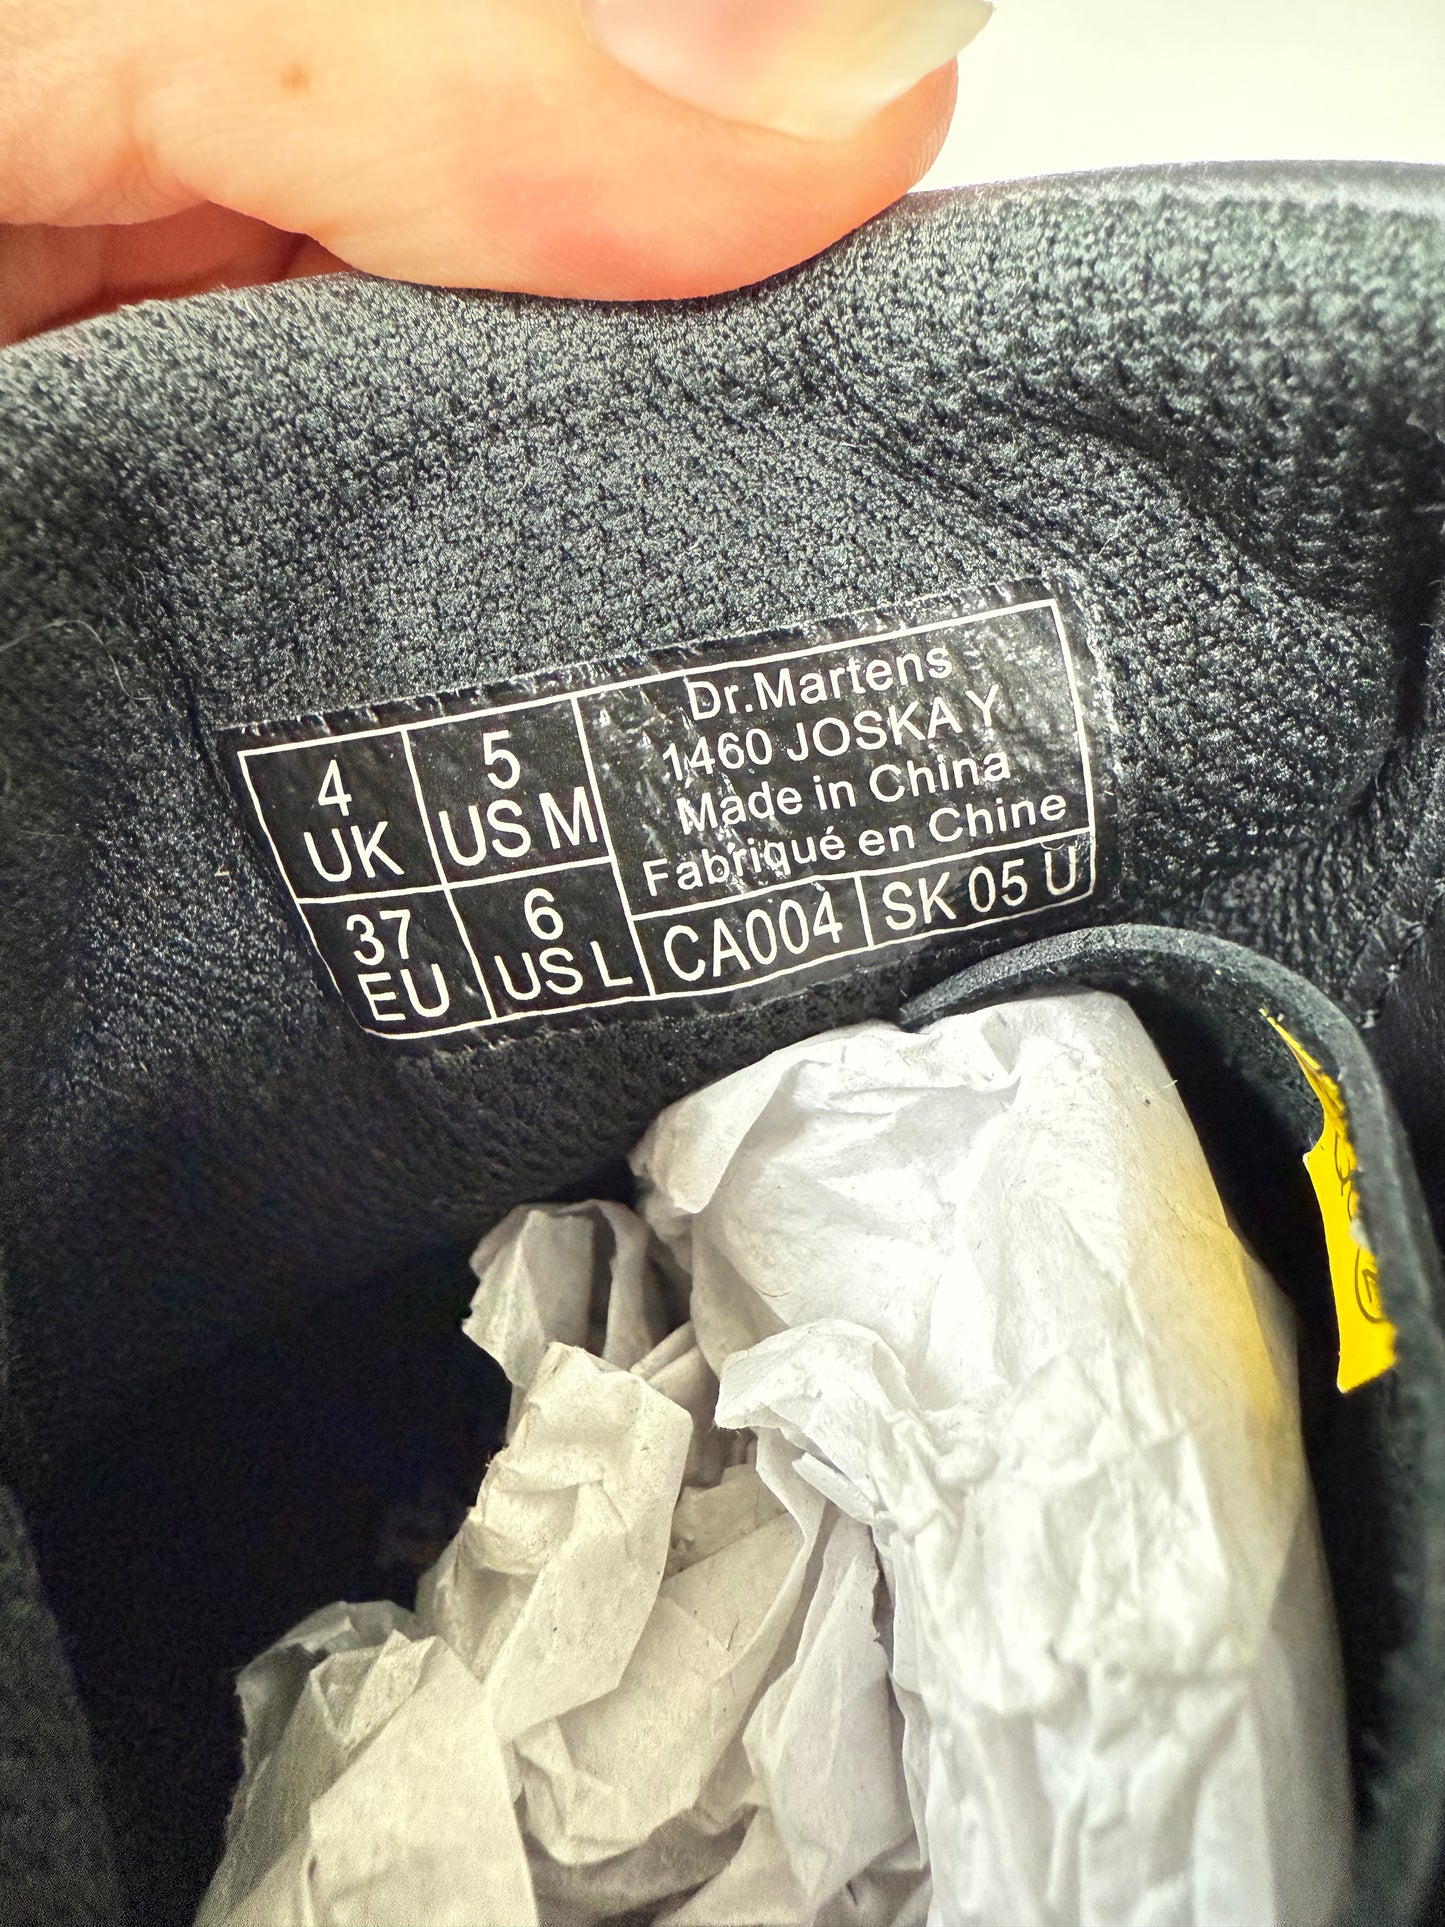 4
UK
5
US M
37
EU
6
US L
Dr.Martens
1460 JOSKA Y
Made in China
Fabriqué en Chine
CA004
SK 05 U